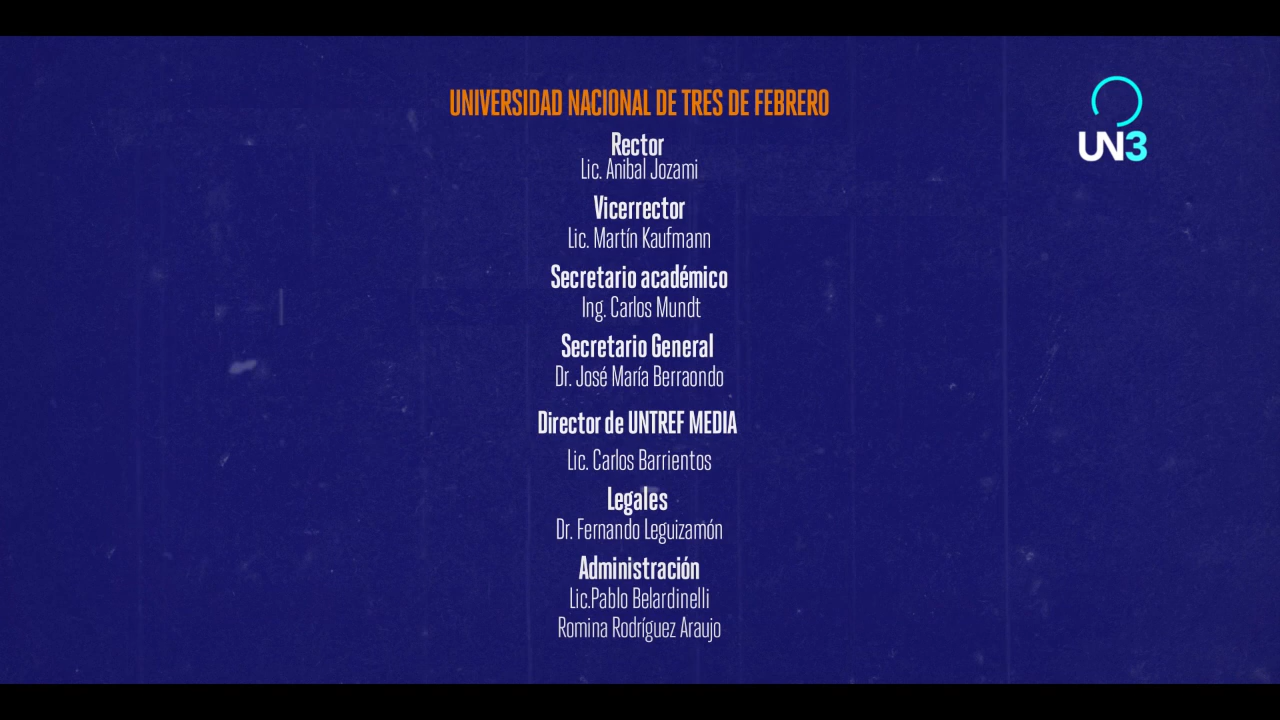 UNIVERSIDAD NACIONAL DE TRES DE FEBRERO
Rector
Lic. Anibal Jozami
Vicerrector
Lic. Martín Kaufmann
Secretario académico
Ing. Carlos Mundt
Secretario General
Dr. José María Berraondo
Director de UNTREF MEDIA
Lic. Carlos Barrientos
Legales
Dr. Fernando Leguizamón
Administración
Lic.Pablo Belardinelli
Romina Rodríguez Araujo
UN3